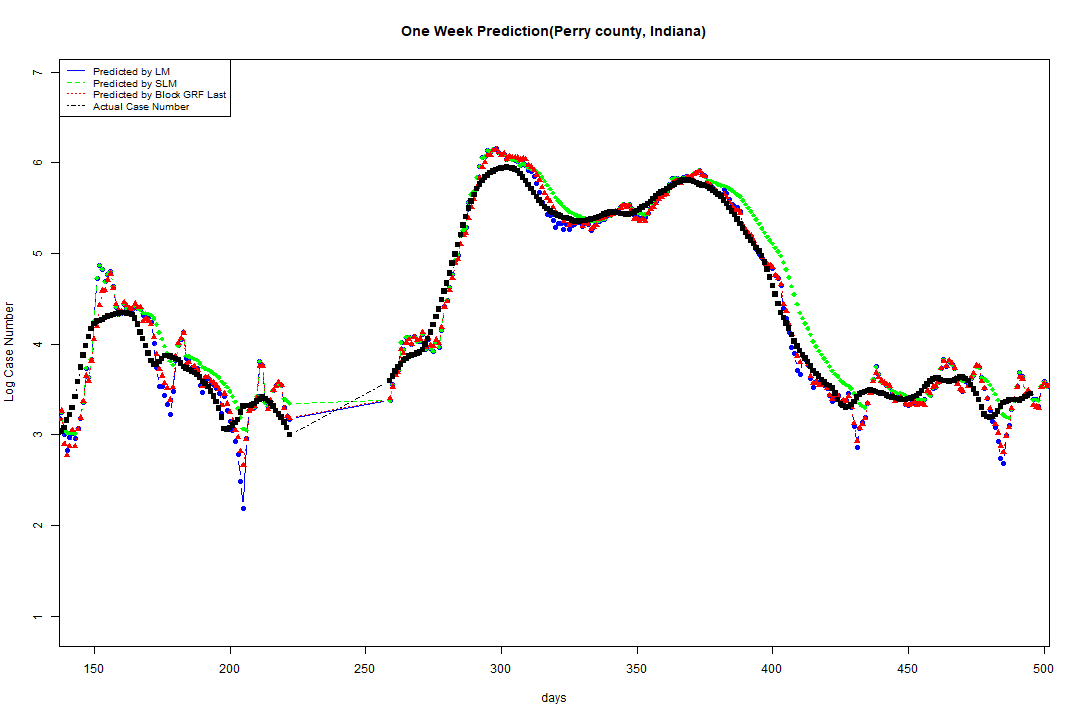 One Week Prediction(Perry county, Indiana)
Predicted by LM
Predicted by SLM
Predicted by Block GRF Last
Actual Case Number
7
6
5
4
3
2
1
Log Case Number
150 200 250 300 350 400 450 500
days